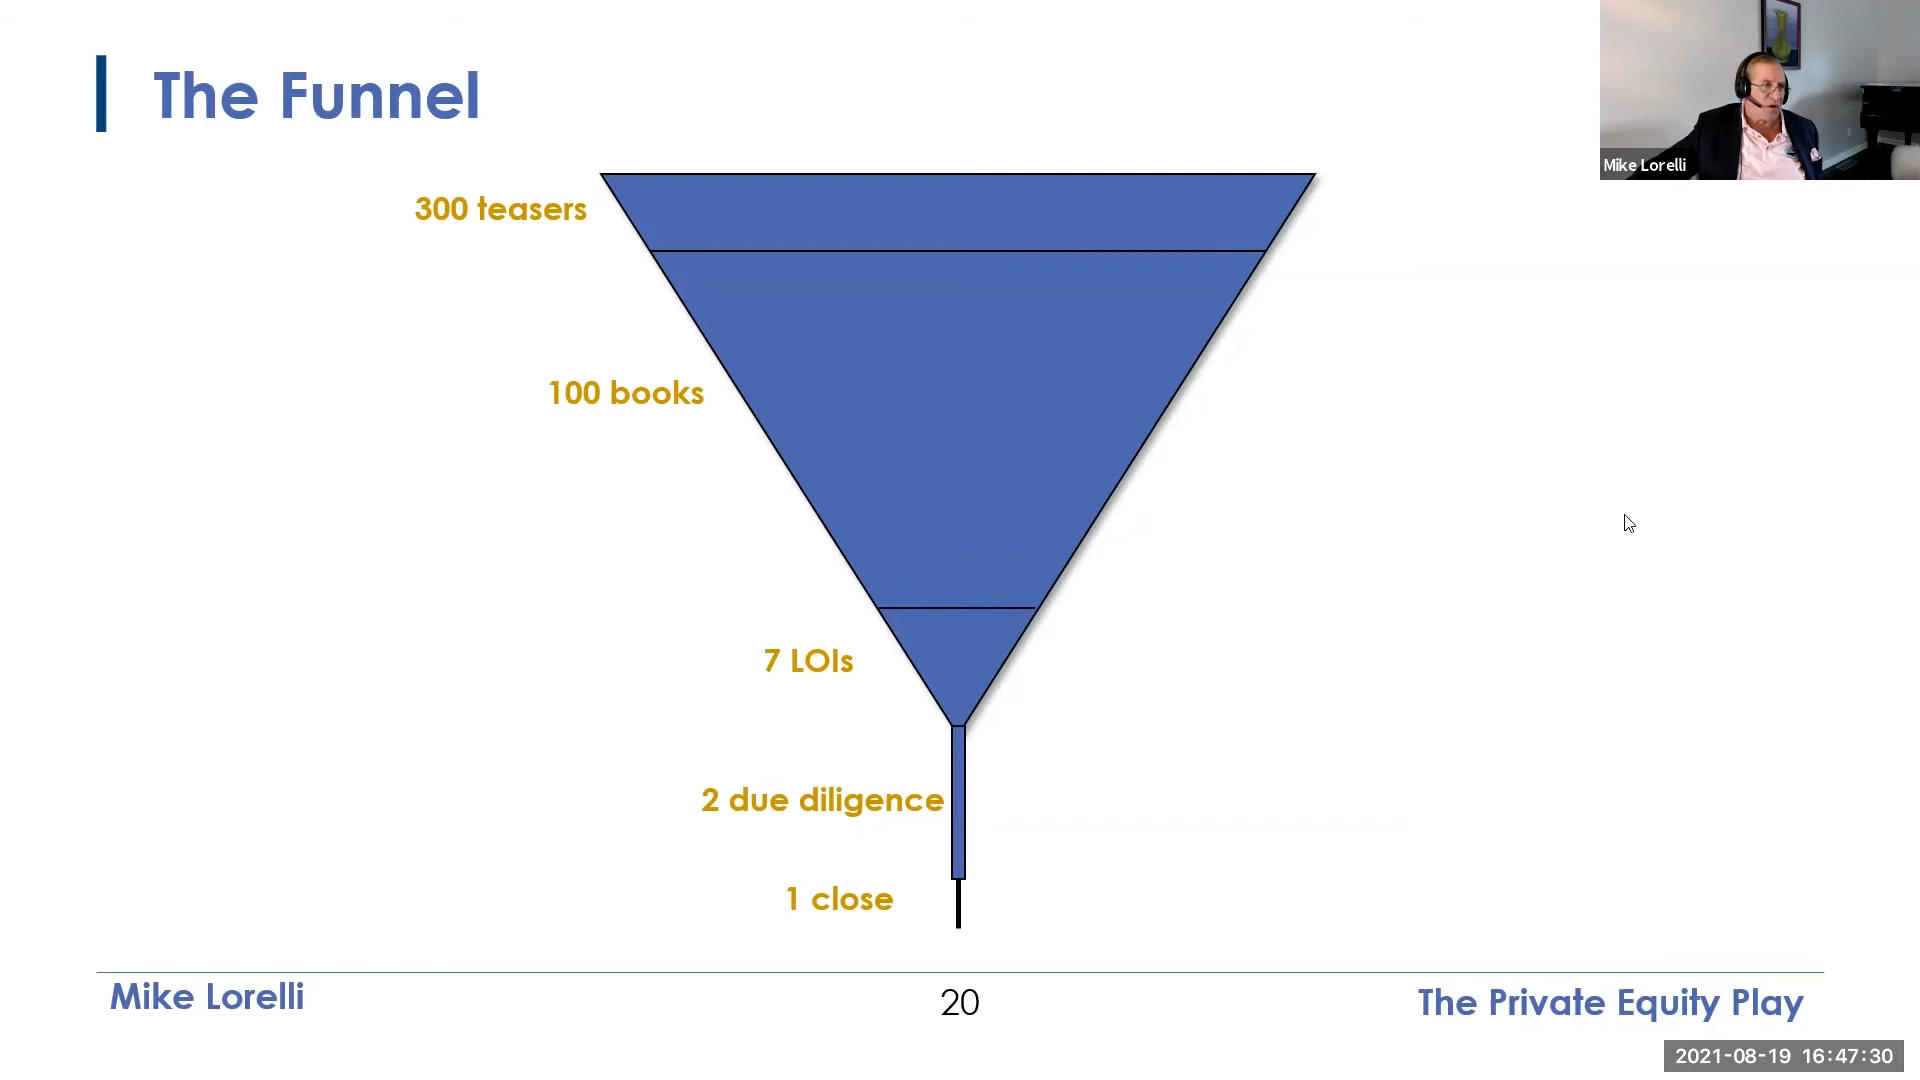 The Funnel
Mike Lorelli
300 teasers
100 books
7 LOIs
2 due diligence
1 close
Mike Lorelli
20
The Private Equity Play
2021-08-19 16:47:30